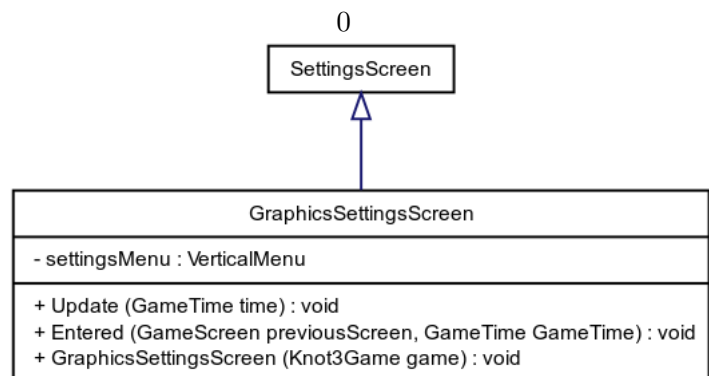 0
SettingsScreen
GraphicsSettingsScreen
- settingsMenu : VerticalMenu
+ Update (GameTime time) : void
+ Entered (GameScreen previousScreen, GameTime GameTime) : void
+ GraphicsSettingsScreen (Knot3Game game) : void